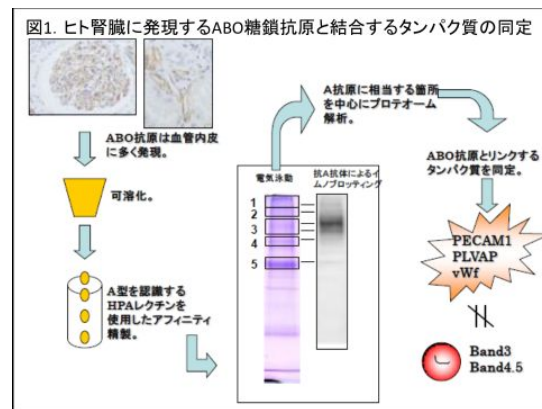 図1. ヒト腎臓に発現するABO糖鎖抗原と結合するタンパク質の同定
ABO抗原は血管内皮
に多く発現。
可溶化。
A型を認識する
HPAレクチンを
使用したアフィニティ
精製。
電気泳動
抗A抗体によるイ
ムノブロッティング
1
2
3
4
5
A抗原に相当する箇所
を中心にプロテオーム
解析。
ABO抗原とリンクする
タンパク質を同定。
PECAM1
PLVAP
vWf
Band3
Band4.5